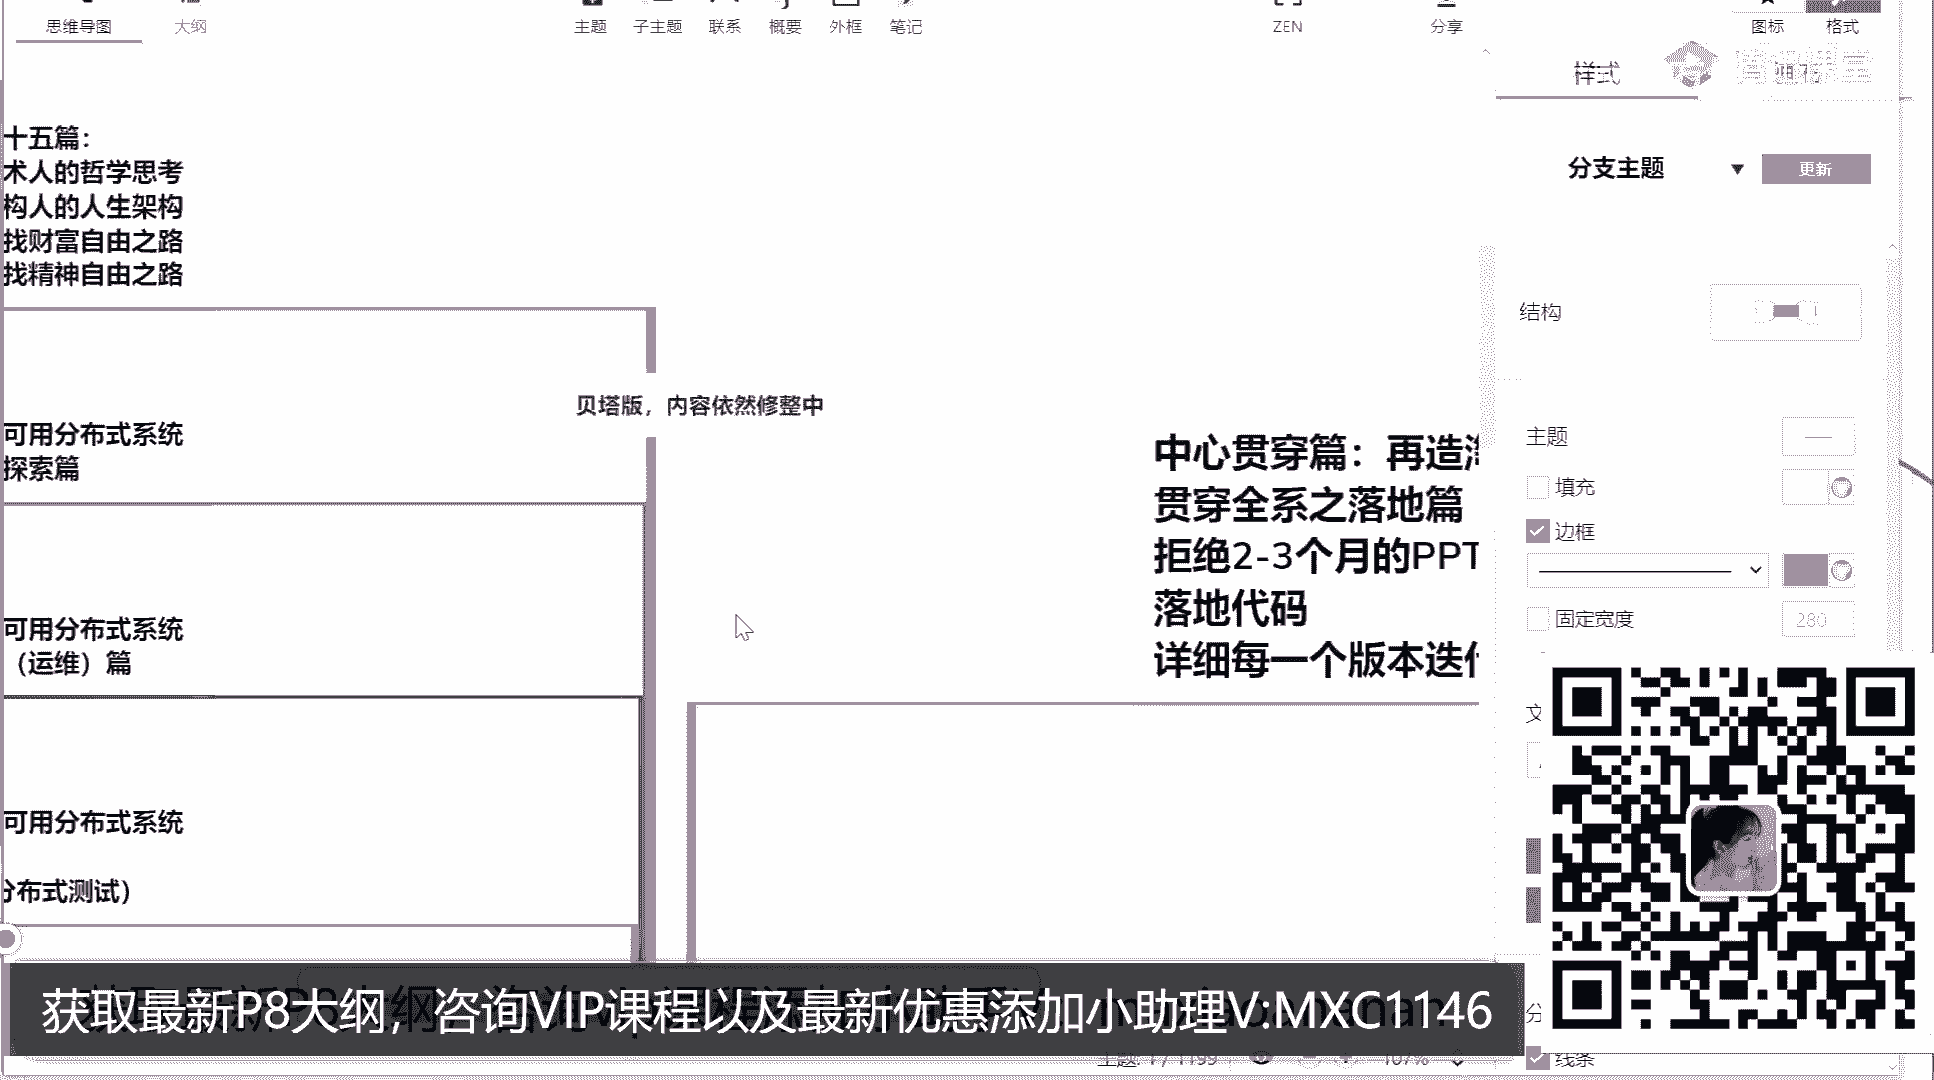 思维导图
大纲
主题
子主题
联系
概要
外框
笔记
ZEN
分享
图标
格式
样式
十五篇：
术人的哲学思考
构人的人生架构
找财富自由之路
找精神自由之路
可用分布式系统
探索篇
可用分布式系统
（运维）篇
可用分布式系统
分布式测试）
贝塔版，内容依然修整中
中心贯穿篇：再造
贯穿全系之落地篇
拒绝2-3个月的PPT
落地代码
详细每一个版本迭
分支主题
更新
结构
主题
填充
边框
固定宽度
280
文
分
线条
获取最新P8大纲，咨询VIP课程以及最新优惠添加小助理V:MXC1146
主题: 1 / 1199
107%